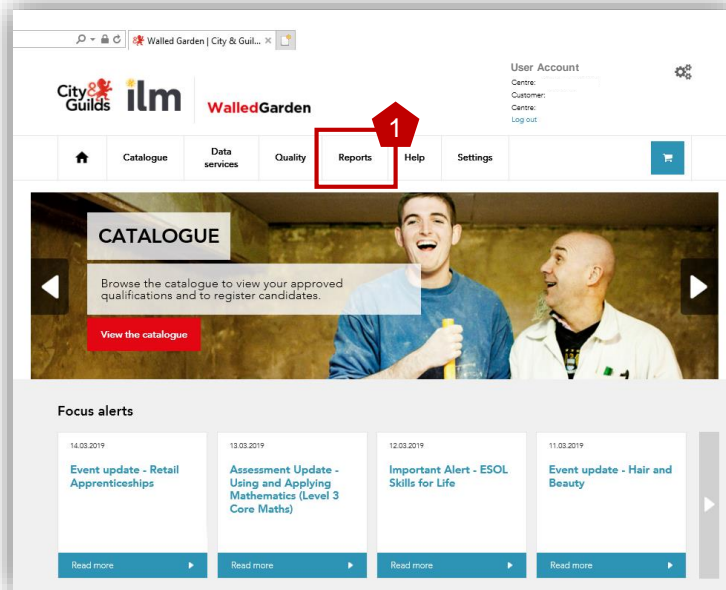 Walled Garden | City & Guil...
City & Guilds
ilm
WalledGarden
User Account
Centre:
Customer:
Centre:
Log out
1
Catalogue
Data services
Quality
Reports
Help
Settings
CATALOGUE
Browse the catalogue to view your approved
qualifications and to register candidates.
View the catalogue
Focus alerts
14.03.2019
Event update - Retail
Apprenticeships
Read more
13.03.2019
Assessment Update -
Using and Applying
Mathematics (Level 3
Core Maths)
Read more
12.03.2019
Important Alert - ESOL
Skills for Life
Read more
11.03.2019
Event update - Hair and
Beauty
Read more